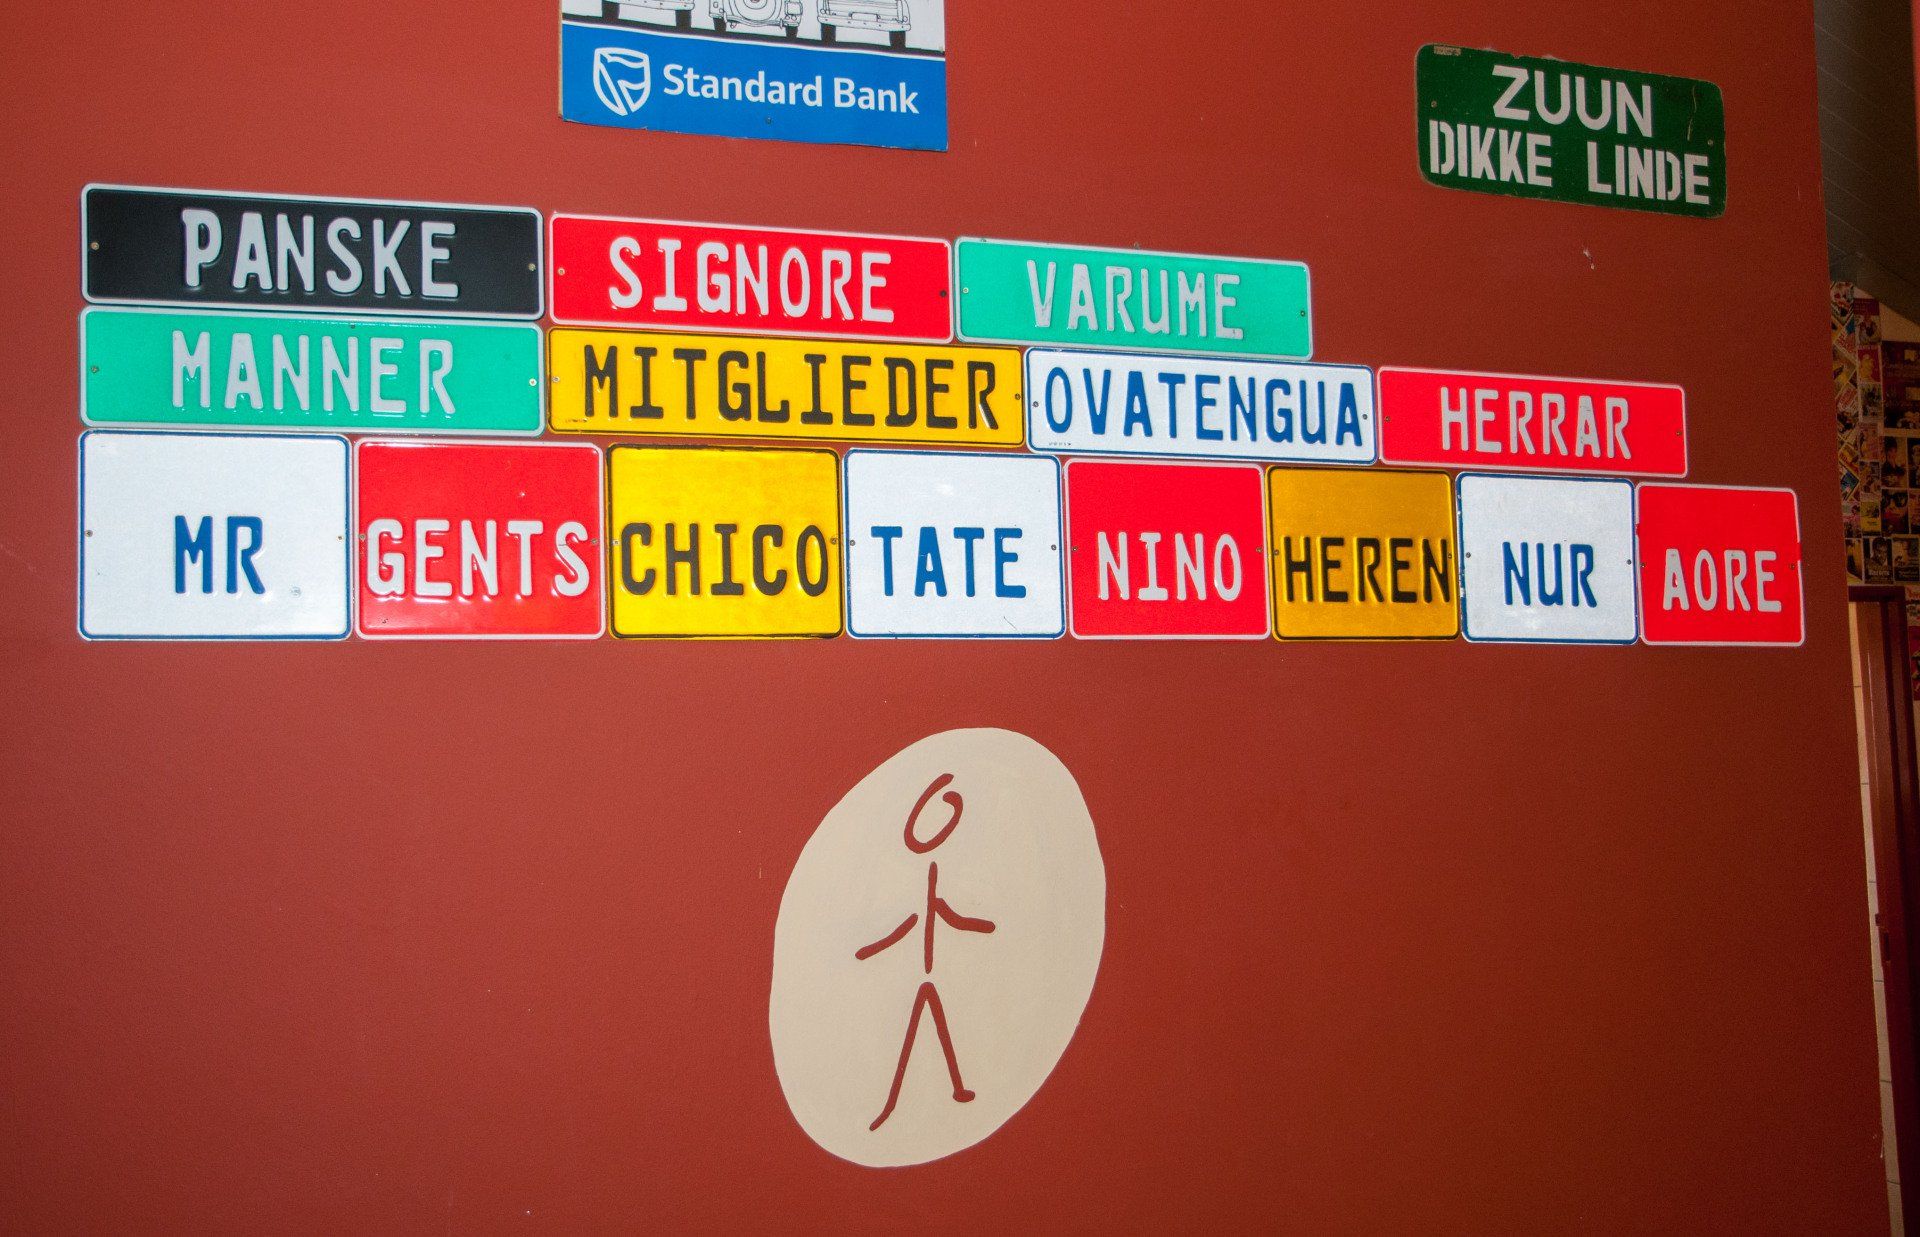 Standard Bank
ZUUN
DIKKE LINDE
PANSKE SIGNORE VARUME
MANNER MITGLIEDER OVATENGUA HERRAR
MR GENTS CHICO TATE NINO HEREN NUR AORE